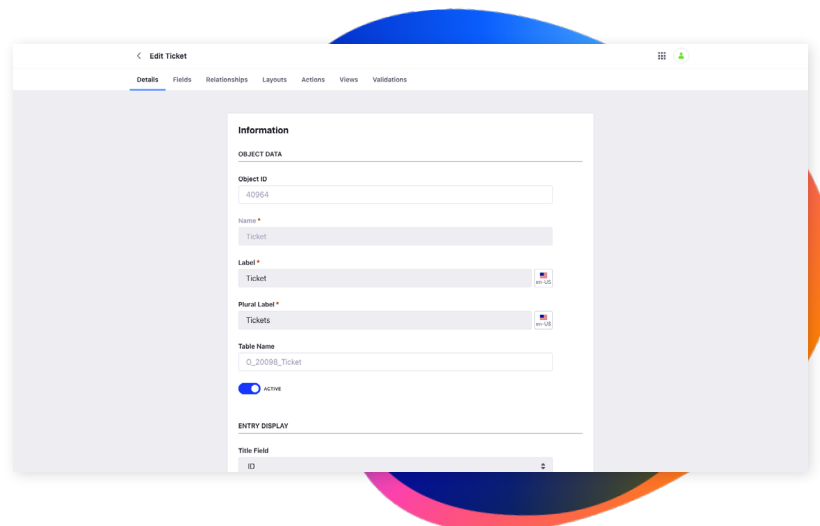 Edit Ticket
Details Fields Relationships Layouts Actions Views Validations
Information
OBJECT DATA
Object ID
40964
Name *
Ticket
Label *
Ticket
en-US
Plural Label *
Tickets
en-US
Table Name
O_20098_Ticket
ACTIVE
ENTRY DISPLAY
Title Field
ID